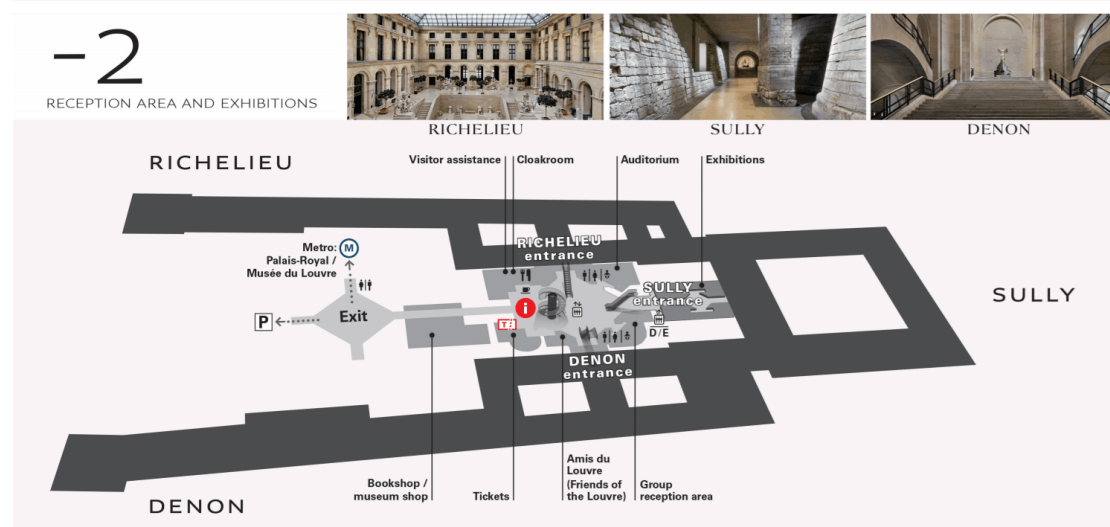 -2
RECEPTION AREA AND EXHIBITIONS
RICHELIEU
SULLY
DENON
RICHELIEU
Visitor assistance
Cloakroom
Auditorium
Exhibitions
Metro: M
Palais-Royal /
Musée du Louvre
RICHELIEU
entrance
SULLY
entrance
SULLY
P
Exit
i
T
D/E
DENON
entrance
Bookshop /
museum shop
Tickets
Amis du
Louvre
(Friends of
the Louvre)
Group
reception area
DENON